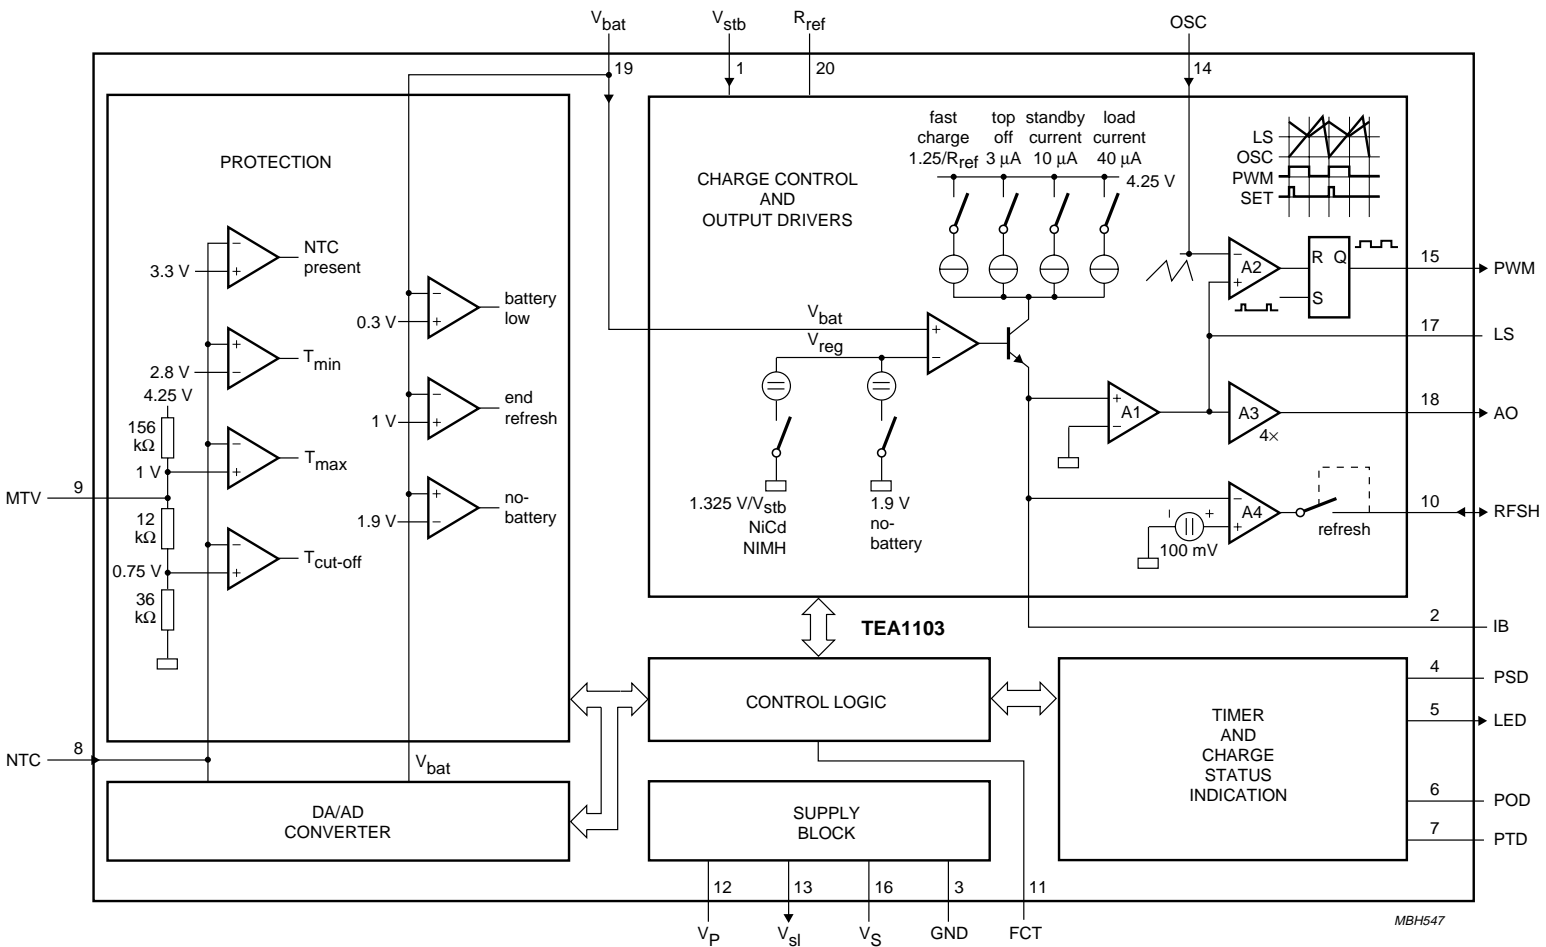 Vbat
Vstb
Rref
OSC
19
1
20
14
PROTECTION
NTC
present
3.3 V
−
+
Tmin
2.8 V
+
−
4.25 V
156
kΩ
Tmax
−
+
1 V
MTV
9
12
kΩ
Tcut-off
−
+
0.75 V
36
kΩ
battery
low
0.3 V
−
+
end
refresh
1 V
−
+
no-
battery
1.9 V
+
−
NTC
8
Vbat
DA/AD
CONVERTER
CHARGE CONTROL
AND
OUTPUT DRIVERS
fast
charge
1.25/Rref
top
off
3 µA
standby
current
10 µA
load
current
40 µA
4.25 V
LS
OSC
PWM
SET
Vbat
Vreg
+
−
1.325 V/Vstb
NiCd
NIMH
1.9 V
no-
battery
−
+
A2
R
Q
S
15
PWM
17
LS
+
−
A1
A3
4×
18
AO
−
+
A4
+
100 mV
refresh
10
RFSH
2
IB
TEA1103
CONTROL LOGIC
SUPPLY
BLOCK
TIMER
AND
CHARGE
STATUS
INDICATION
4
PSD
5
LED
6
POD
7
PTD
12
13
16
3
11
VP
Vsl
VS
GND
FCT
MBH547